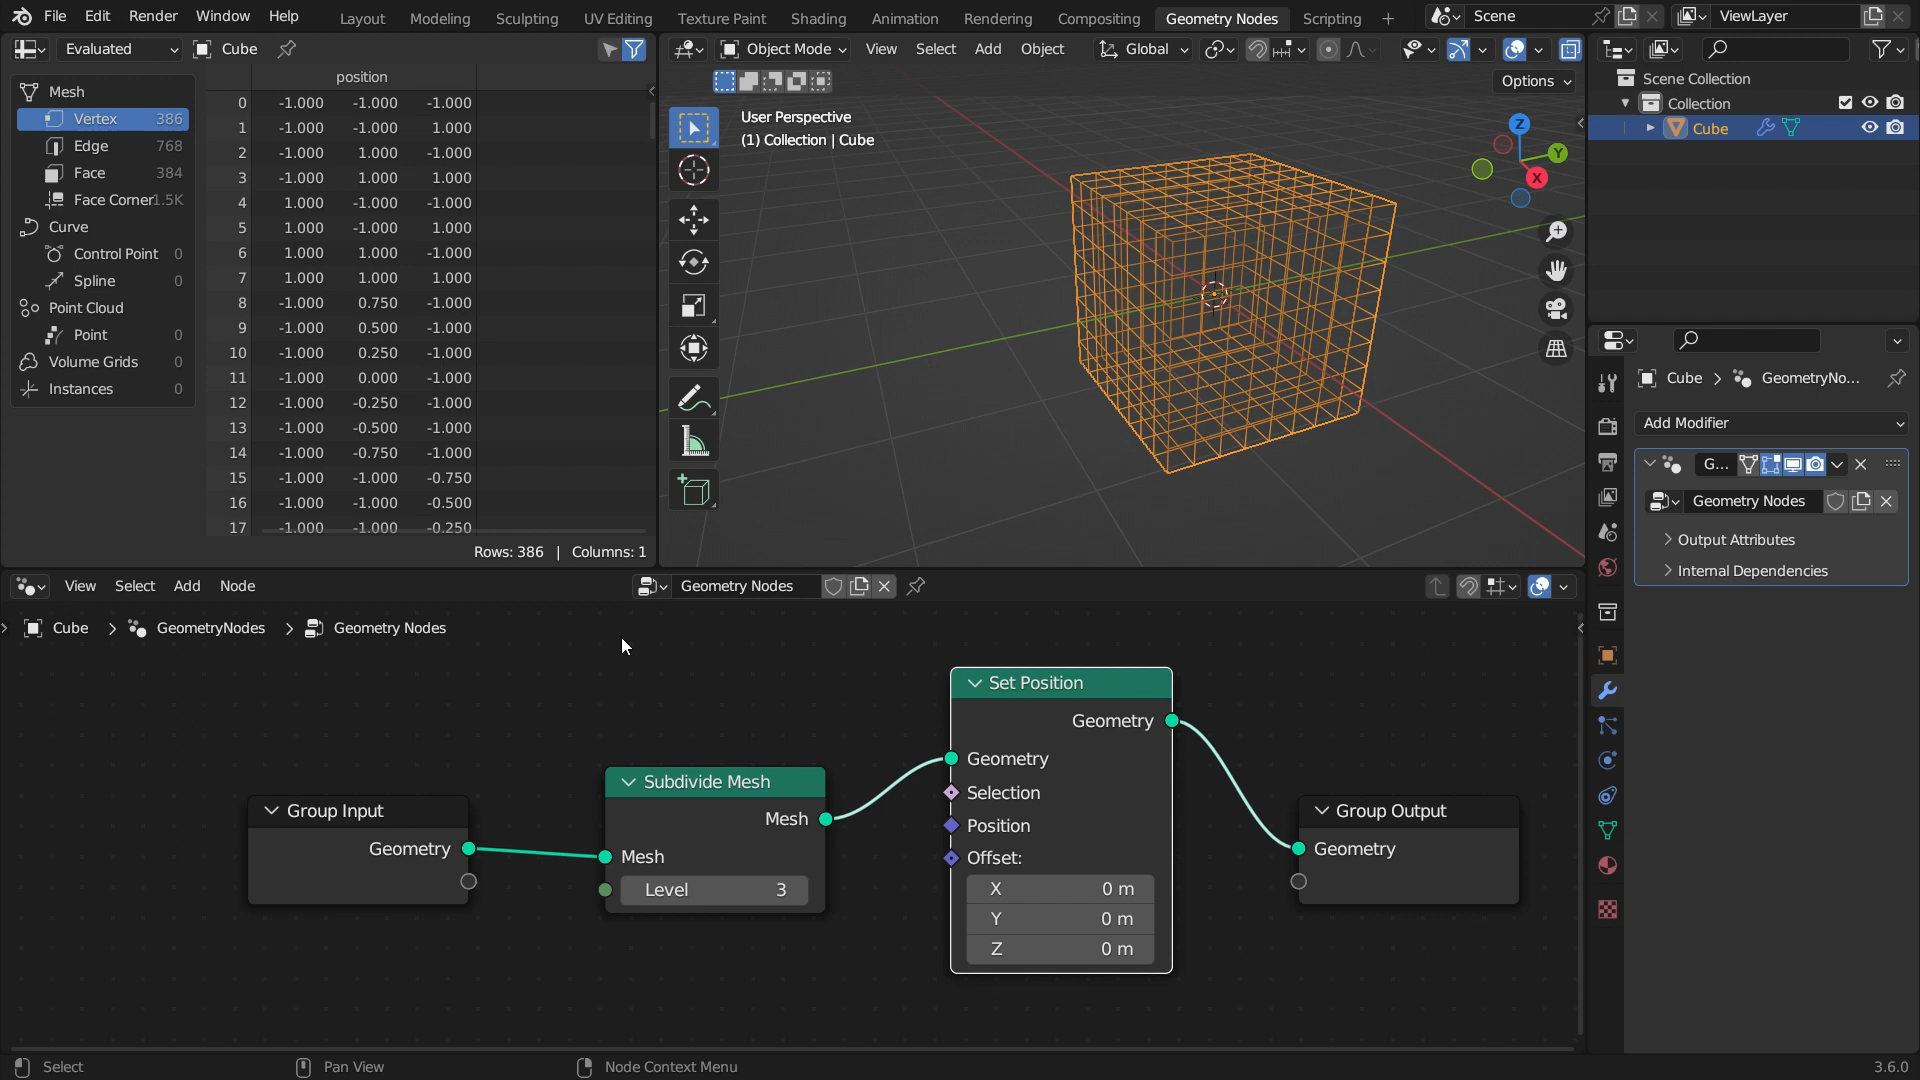 File Edit Render Window Help Layout Modeling Sculpting UV Editing Texture Paint Shading Animation Rendering Compositing Geometry Nodes Scripting + Scene ViewLayer
Evaluated Cube
Object Mode View Select Add Object Global
Options
Mesh
Vertex 386
Edge 768
Face 384
Face Corner 1.5K
Curve
Control Point 0
Spline 0
Point Cloud
Point 0
Volume Grids 0
Instances 0
position
0 -1.000 -1.000 -1.000
1 -1.000 -1.000 1.000
2 -1.000 1.000 -1.000
3 -1.000 1.000 1.000
4 1.000 -1.000 -1.000
5 1.000 -1.000 1.000
6 1.000 1.000 -1.000
7 1.000 1.000 1.000
8 -1.000 0.750 -1.000
9 -1.000 0.500 -1.000
10 -1.000 0.250 -1.000
11 -1.000 0.000 -1.000
12 -1.000 -0.250 -1.000
13 -1.000 -0.500 -1.000
14 -1.000 -0.750 -1.000
15 -1.000 -1.000 -0.750
16 -1.000 -1.000 -0.500
17 -1.000 -1.000 -0.250
Rows: 386 | Columns: 1
User Perspective
(1) Collection | Cube
Z
Y
X
Scene Collection
Collection
Cube
Cube > GeometryNo...
Add Modifier
G...
Geometry Nodes
Output Attributes
Internal Dependencies
View Select Add Node Geometry Nodes
Cube > GeometryNodes > Geometry Nodes
Group Input
Geometry
Subdivide Mesh
Mesh
Mesh
Level 3
Set Position
Geometry
Geometry
Selection
Position
Offset:
X 0 m
Y 0 m
Z 0 m
Group Output
Geometry
Select Pan View Node Context Menu 3.6.0